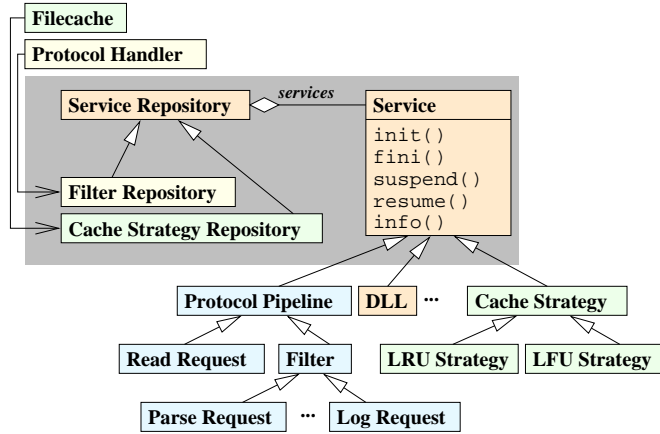 Filecache
Protocol Handler
Service Repository
services
Service
init()
fini()
suspend()
resume()
info()
Filter Repository
Cache Strategy Repository
Protocol Pipeline
DLL
...
Cache Strategy
Read Request
Filter
LRU Strategy
LFU Strategy
Parse Request
...
Log Request